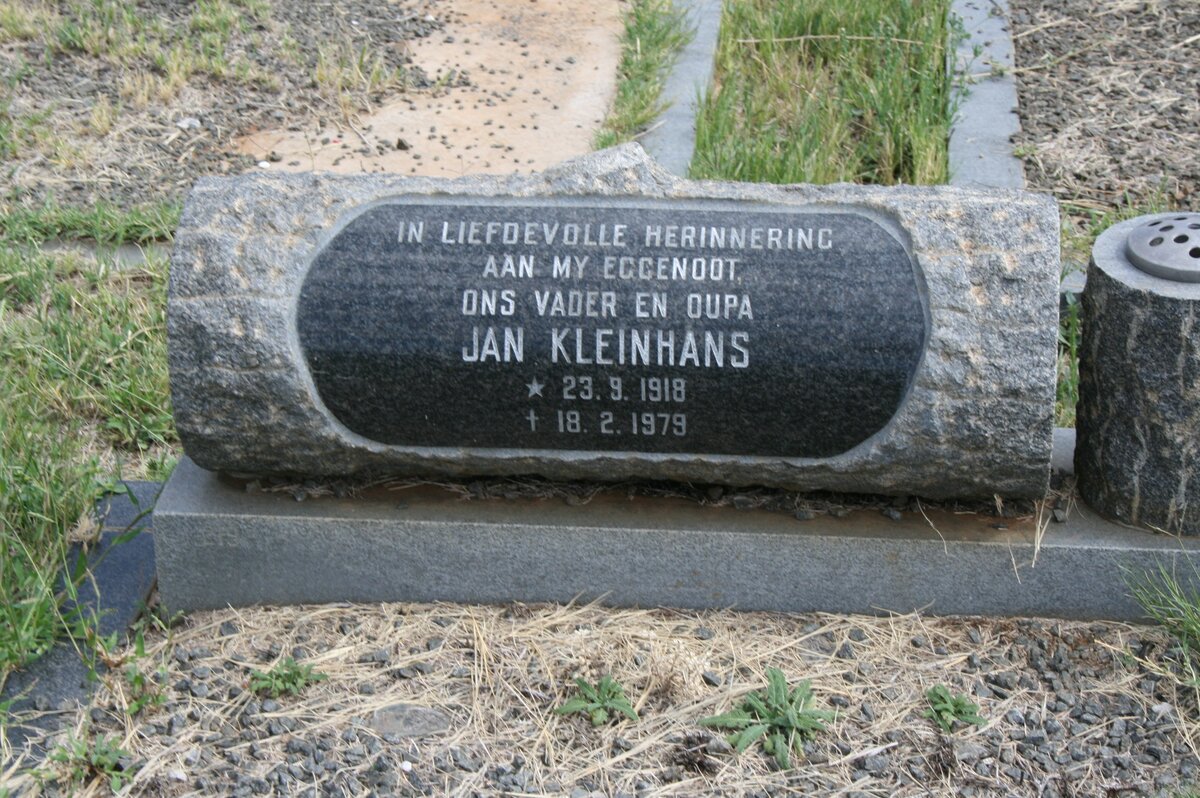 IN LIEFDEVOLLE HERINNERING
AAN MY EGGENOOT,
ONS VADER EN OUPA
JAN KLEINHANS
★ 23.9.1918
✝ 18.2.1979